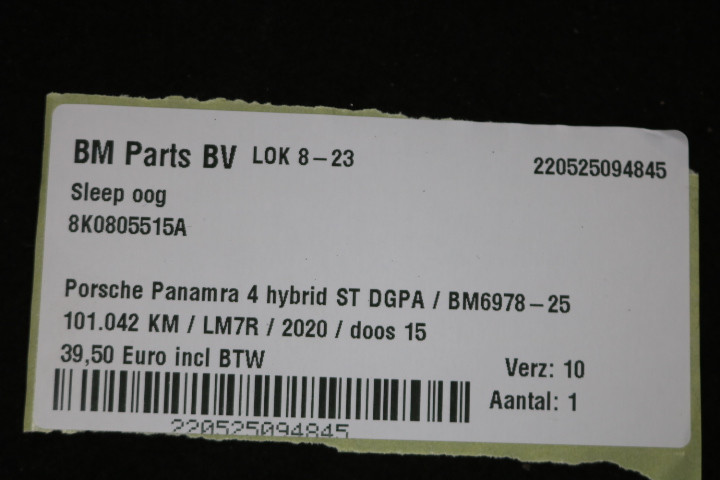 BM Parts BV LOK 8-23 220525094845
Sleep oog
8K0805515A
Porsche Panamra 4 hybrid ST DGPA / BM6978-25
101.042 KM / LM7R / 2020 / doos 15
39,50 Euro incl BTW Verz: 10
Aantal: 1
220525094845